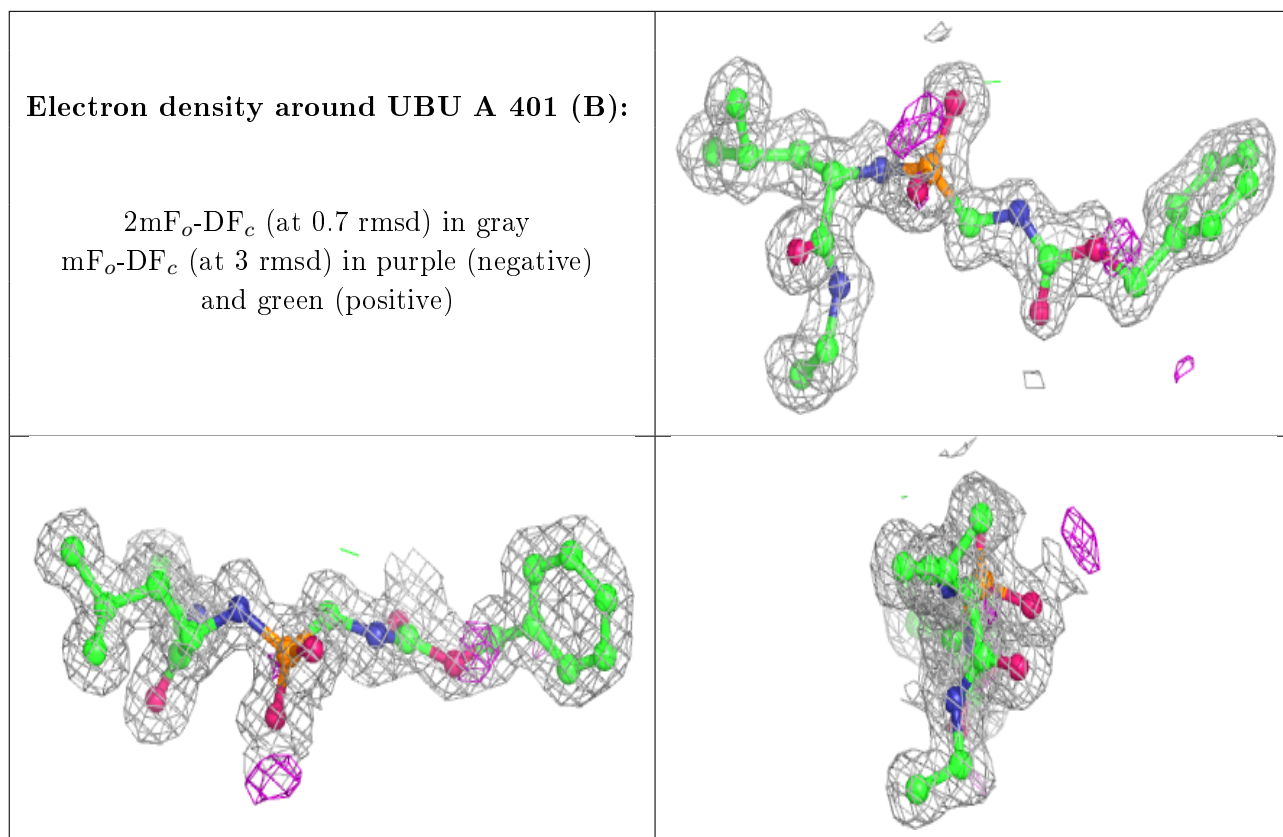 Electron density around UBU A 401 (B):
2mFₒ-DF𝒸 (at 0.7 rmsd) in gray
mFₒ-DF𝒸 (at 3 rmsd) in purple (negative)
and green (positive)